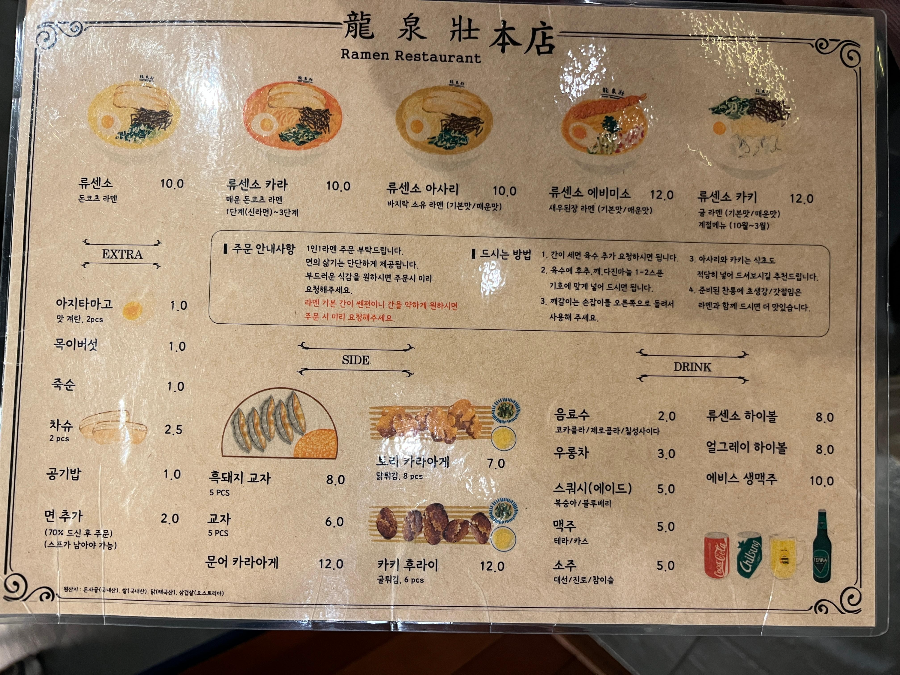 龍泉壯本店
Ramen Restaurant
류센소 10.0
돈코츠 라멘
류센소 카라 10.0
매운 돈코츠 라멘
1단계(신라면)~3단계
류센소 아사리 10.0
바지락 소유 라멘 (기본맛/매운맛)
류센소 에비미소 12.0
새우된장 라멘 (기본맛/매운맛)
류센소 카키 12.0
굴 라멘 (기본맛/매운맛)
계절메뉴 (10월~3월)
EXTRA
아지타마고 1.0
맛 계란, 2pcs
목이버섯 1.0
죽순 1.0
차슈 2.5
2 pcs
공기밥 1.0
면 추가 2.0
(70% 드신 후 주문)
(스프가 남아야 가능)
주문 안내사항
1인1라멘 주문 부탁드립니다.
면의 삶기는 단단하게 제공됩니다.
부드러운 식감을 원하시면 주문시 미리
요청해주세요.
라멘 기본 간이 쎈편이니 간을 약하게 원하시면
주문 시 미리 요청해주세요
드시는 방법
1. 간이 세면 육수 추가 요청하시면 됩니다.
2. 육수에 후추,깨,다진마늘 1~2스푼
기호에 맞게 넣어 드시면 됩니다.
3. 깨갈이는 손잡이를 오른쪽으로 돌려서
사용해 주세요.
3. 아사리와 카키는 식초도
적당히 넣어 드셔보시길 추천드립니다.
4. 준비된 찬통에 초생강/갓절임은
라멘과 함께 드시면 더 맛있습니다.
SIDE
흑돼지 교자 8.0
5 PCS
교자 6.0
5 PCS
문어 카라아게 12.0
토리 카라아게 7.0
닭튀김, 8 pcs
카키 후라이 12.0
굴튀김, 6 pcs
DRINK
음료수 2.0
코카콜라/제로콜라/칠성사이다
우롱차 3.0
스쿼시(에이드) 5.0
복숭아/블루베리
맥주 5.0
테라/카스
소주 5.0
대선/진로/참이슬
류센소 하이볼 8.0
얼그레이 하이볼 8.0
에비스 생맥주 10.0
Coca-Cola
Chilsung
TERRA